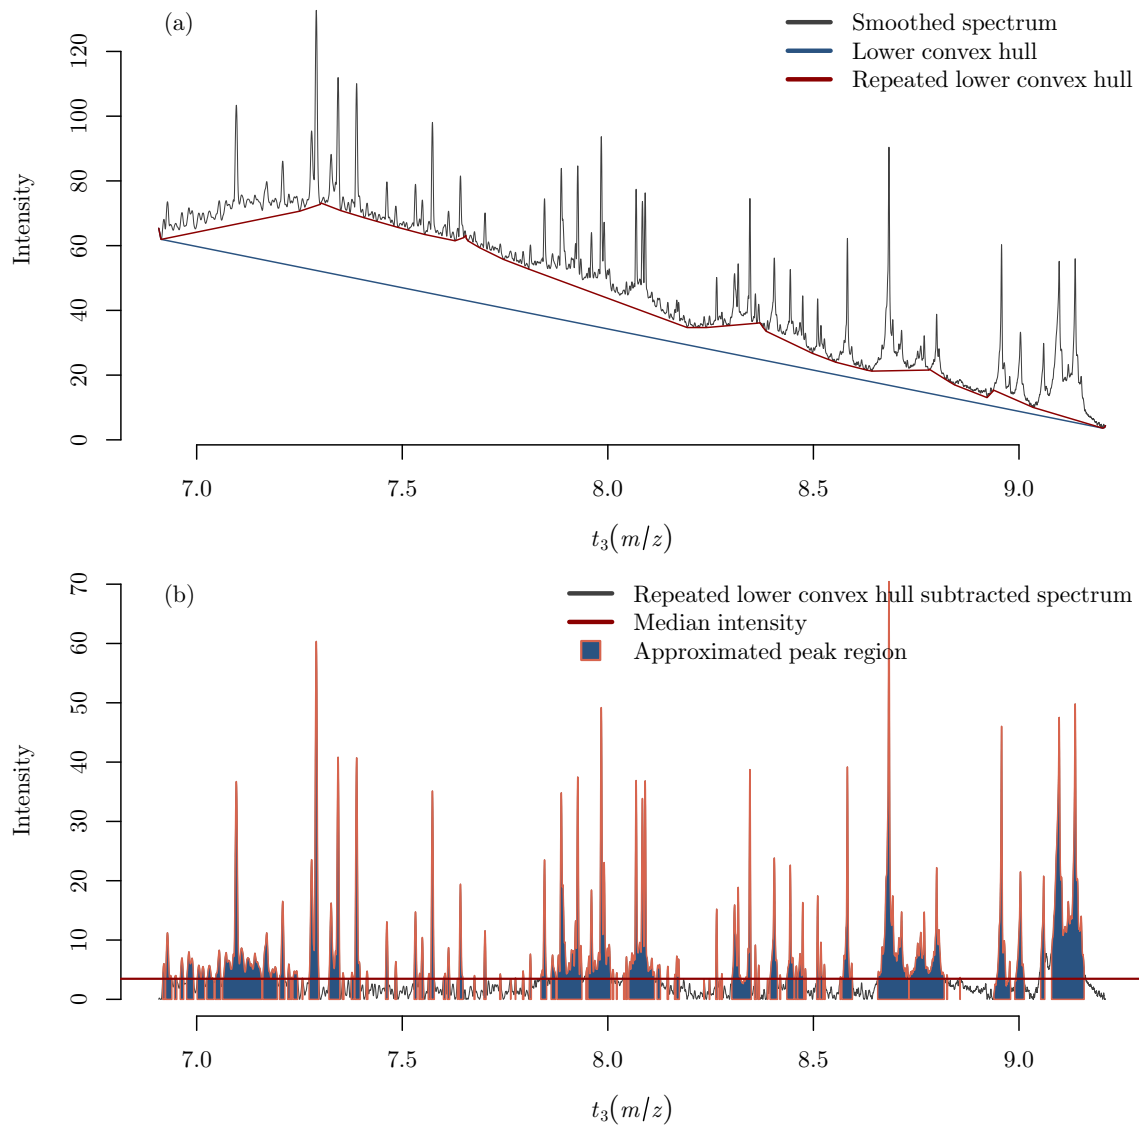 (a)
Smoothed spectrum
Lower convex hull
Repeated lower convex hull
Intensity
0 20 40 60 80 100 120
7.0 7.5 8.0 8.5 9.0
t₃(m/z)
(b)
Repeated lower convex hull subtracted spectrum
Median intensity
Approximated peak region
Intensity
0 10 20 30 40 50 60 70
7.0 7.5 8.0 8.5 9.0
t₃(m/z)